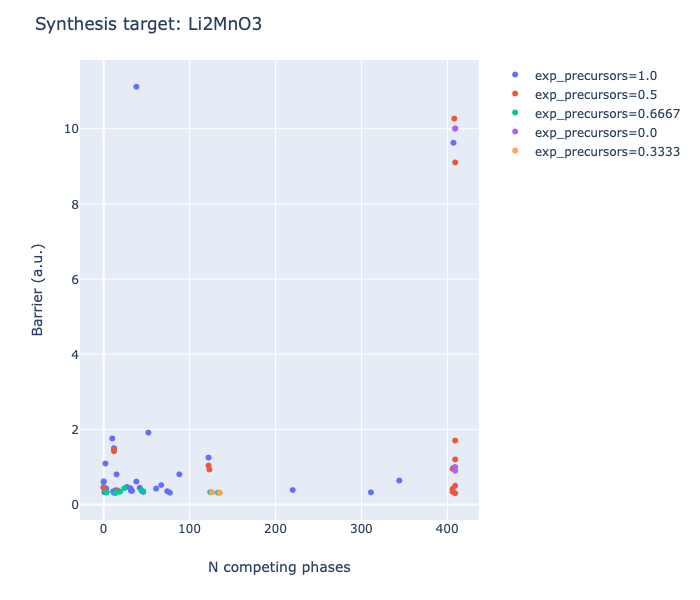 Synthesis target: Li2MnO3
exp_precursors=1.0
exp_precursors=0.5
exp_precursors=0.6667
exp_precursors=0.0
exp_precursors=0.3333
Barrier (a.u.)
10
8
6
4
2
0
0
100
200
300
400
N competing phases